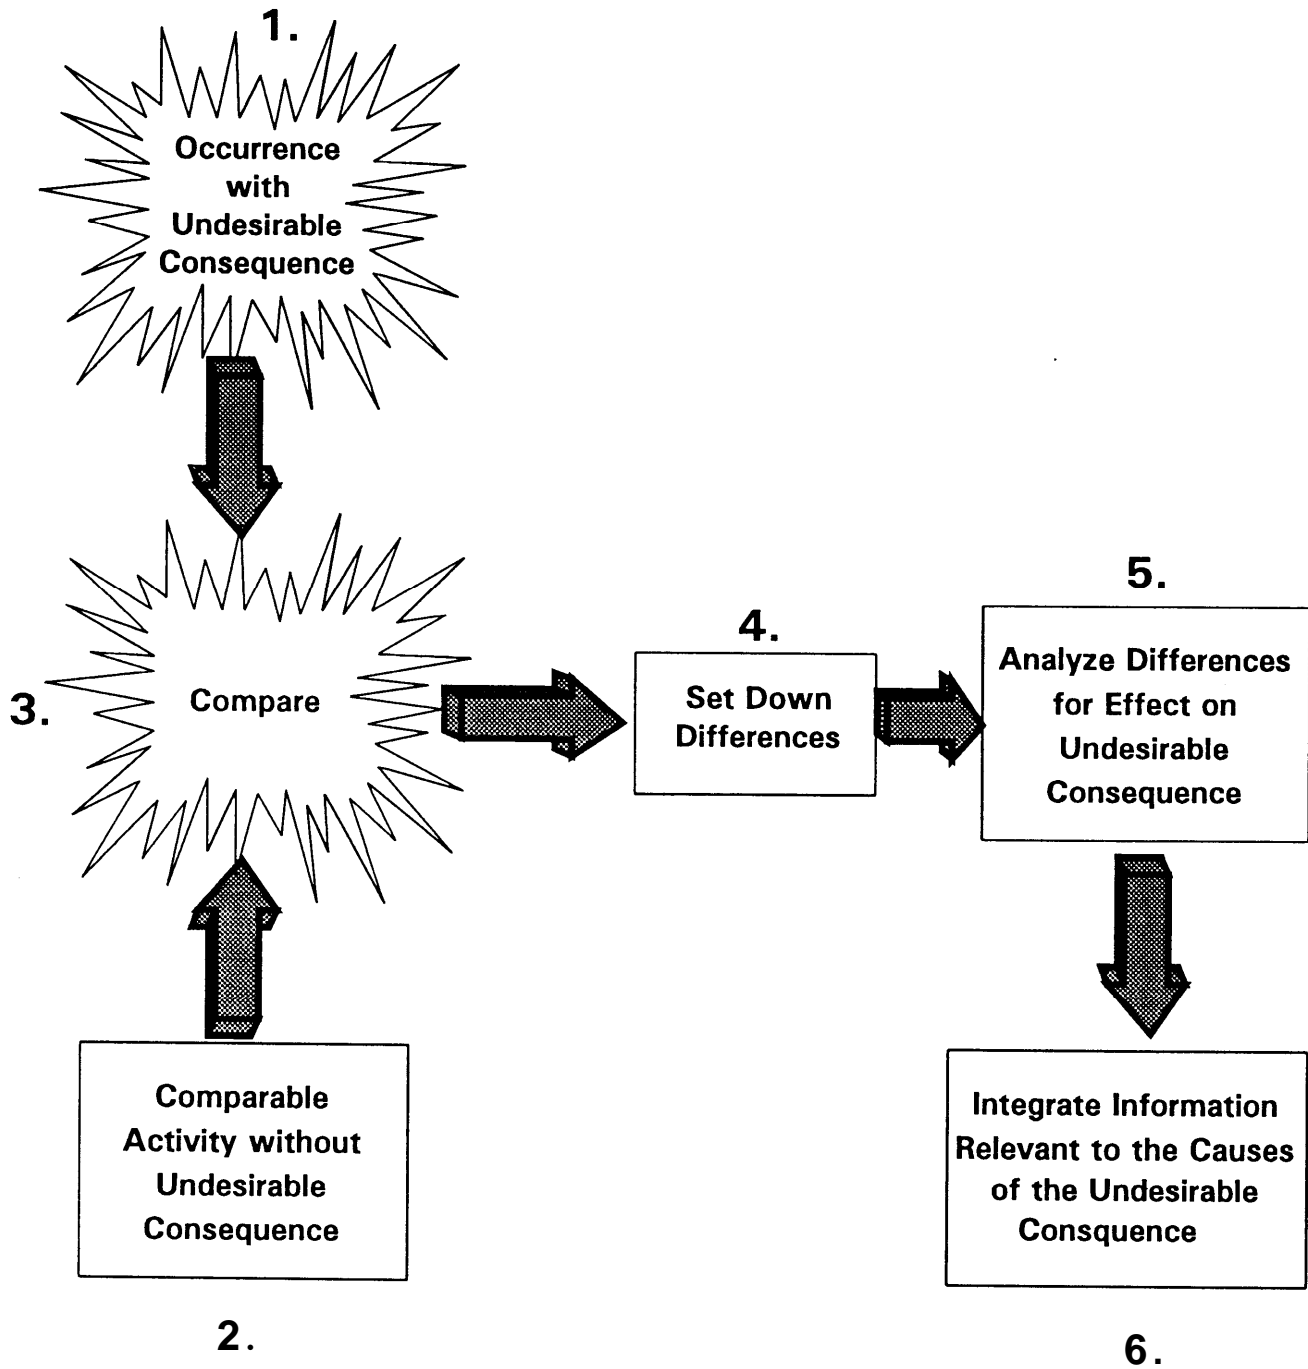 1.
Occurrence
with
Undesirable
Consequence
2.
Comparable
Activity without
Undesirable
Consequence
3.
Compare
4.
Set Down
Differences
5.
Analyze Differences
for Effect on
Undesirable
Consequence
6.
Integrate Information
Relevant to the Causes
of the Undesirable
Consquence